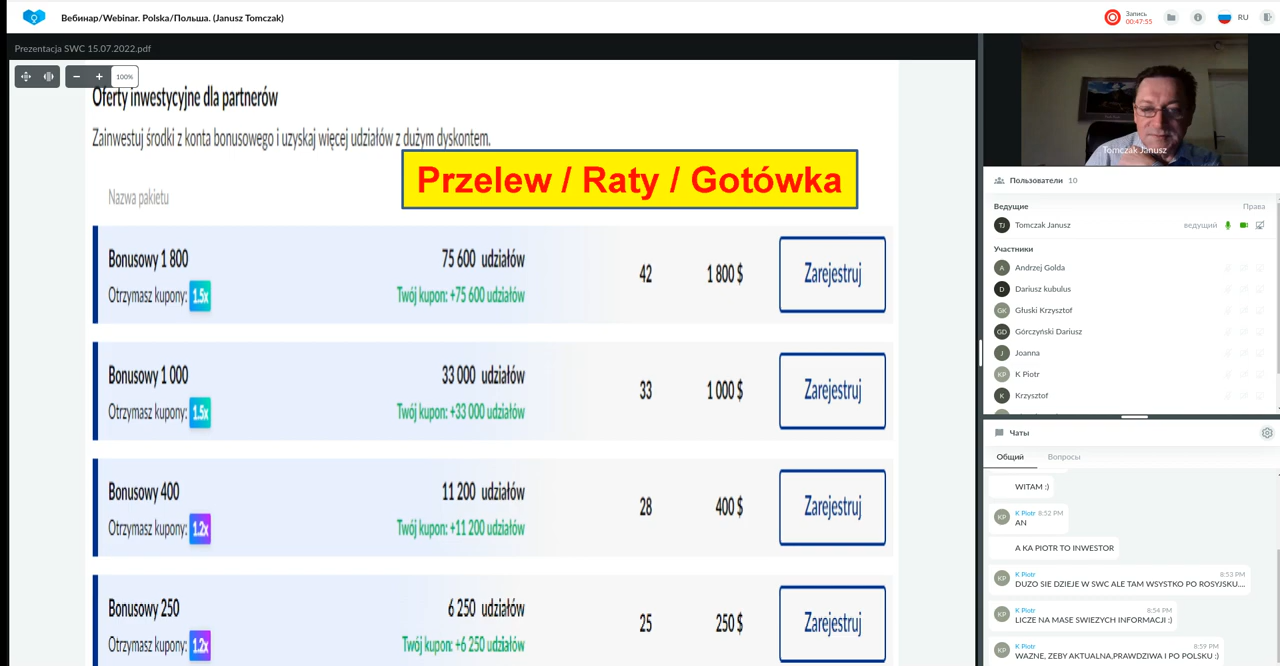 Вебинар/Webinar. Polska/Польша. (Janusz Tomczak)
Запись
00:47:55
RU
Prezentacja SWC 15.07.2022.pdf
100%
Oferty inwestycyjne dla partnerów
Zainwestuj środki z konta bonusowego i uzyskaj więcej udziałów z dużym dyskontem.
Przelew / Raty / Gotówka
Nazwa pakietu
Bonusowy 1 800
75 600 udziałów
42
1 800 $
Zarejestruj
Otrzymasz kupony: 1.5x
Twój kupon: +75 600 udziałów
Bonusowy 1 000
33 000 udziałów
33
1 000 $
Zarejestruj
Otrzymasz kupony: 1.5x
Twój kupon: +33 000 udziałów
Bonusowy 400
11 200 udziałów
28
400 $
Zarejestruj
Otrzymasz kupony: 1.2x
Twój kupon: +11 200 udziałów
Bonusowy 250
6 250 udziałów
25
250 $
Zarejestruj
Otrzymasz kupony: 1.2x
Twój kupon: +6 250 udziałów
Tomczak Janusz
Пользователи 10
Ведущие
Права
TJ Tomczak Janusz ведущий
Участники
A Andrzej Golda
D Dariusz kubulus
GK Głuski Krzysztof
GD Górczyński Dariusz
J Joanna
KP K Piotr
K Krzysztof
Чаты
Общий Вопросы
WITAM :)
KP K Piotr 8:52 PM
AN
A KA PIOTR TO INWESTOR
KP K Piotr 8:53 PM
DUZO SIE DZIEJE W SWC ALE TAM WSYSTKO PO ROSYJSKU....
KP K Piotr 8:54 PM
LICZE NA MASE SWIEZYCH INFORMACJI :)
KP K Piotr 8:59 PM
WAZNE, ZEBY AKTUALNA,PRAWDZIWA I PO POLSKU :)